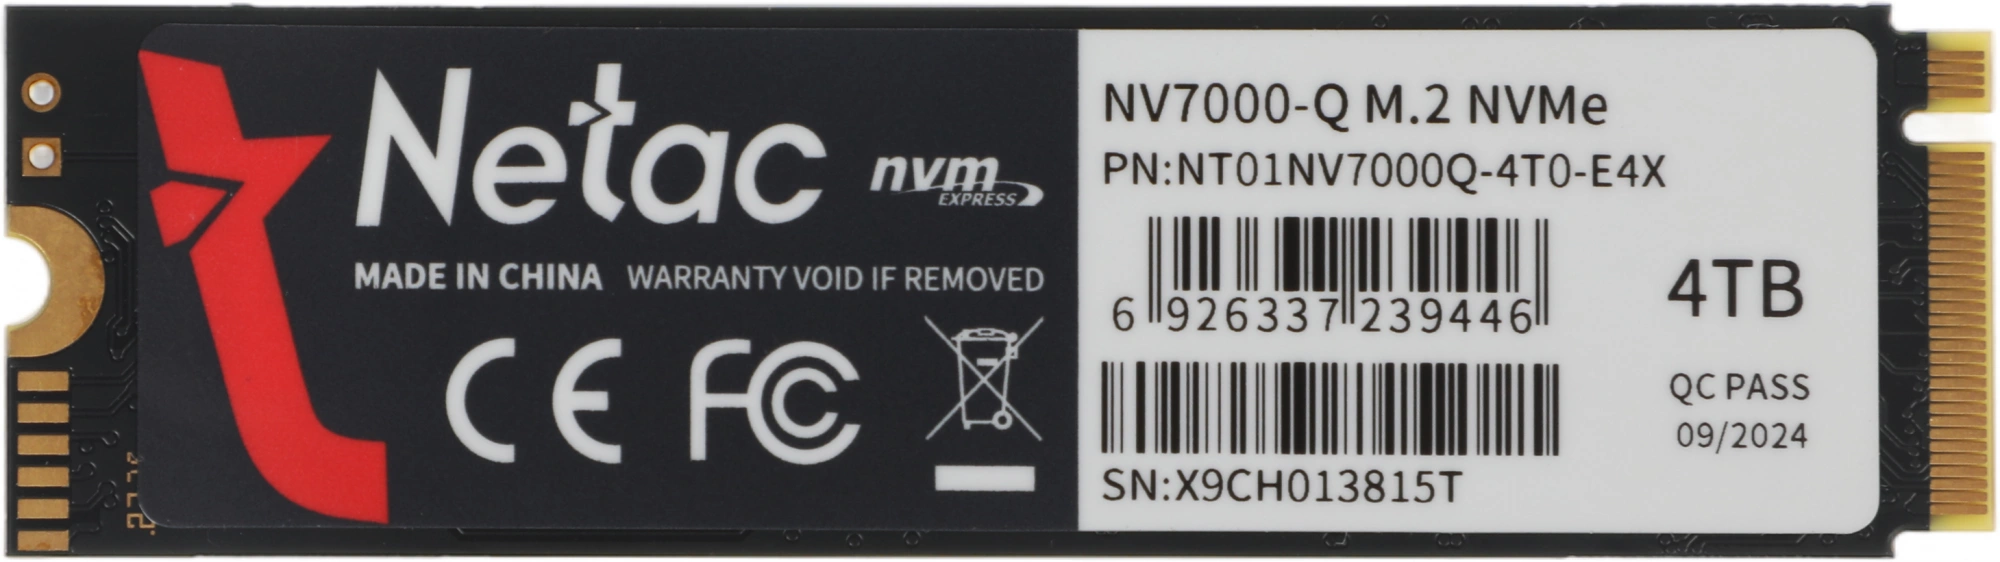 Netac
nvm
EXPRESS
MADE IN CHINA WARRANTY VOID IF REMOVED
CE FC
NV7000-Q M.2 NVMe
PN:NT01NV7000Q-4T0-E4X
6 926337 239446
4TB
SN:X9CH013815T
QC PASS
09/2024